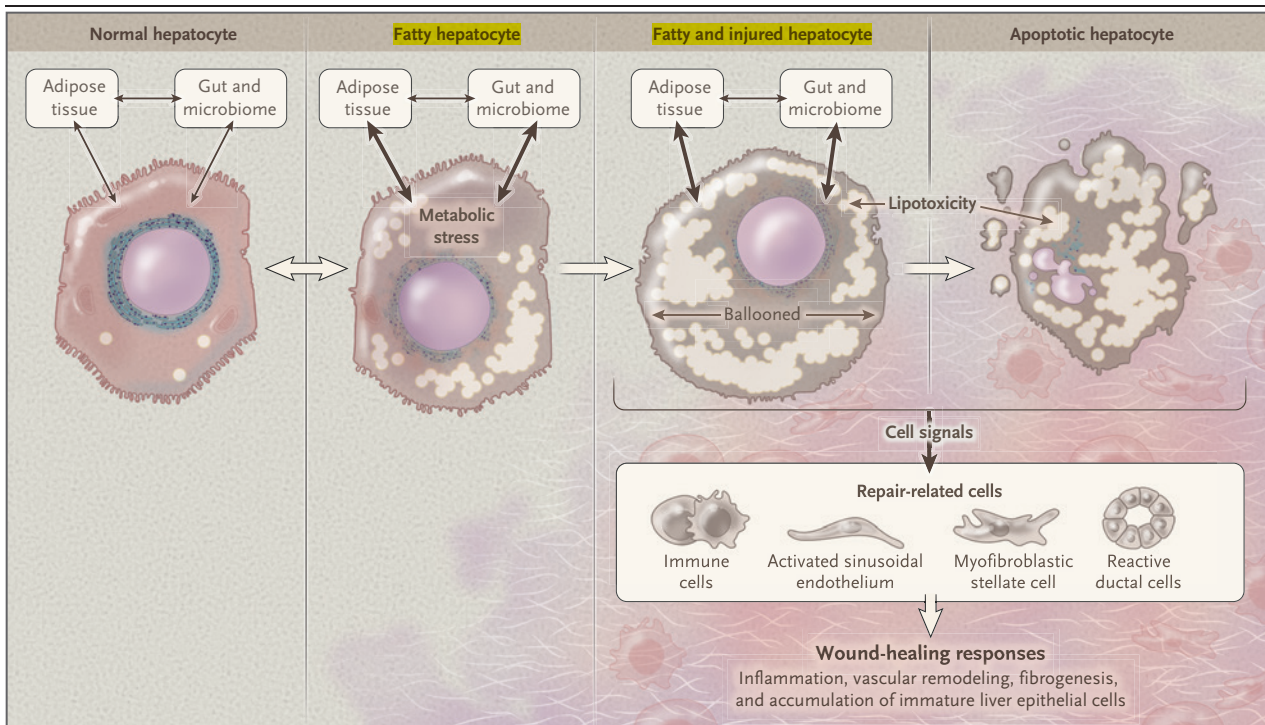 Normal hepatocyte
Fatty hepatocyte
Fatty and injured hepatocyte
Apoptotic hepatocyte
Adipose
tissue
Gut and
microbiome
Adipose
tissue
Gut and
microbiome
Adipose
tissue
Gut and
microbiome
Metabolic
stress
Lipotoxicity
Ballooned
Cell signals
Repair-related cells
Immune
cells
Activated sinusoidal
endothelium
Myofibroblastic
stellate cell
Reactive
ductal cells
Wound-healing responses
Inflammation, vascular remodeling, fibrogenesis,
and accumulation of immature liver epithelial cells